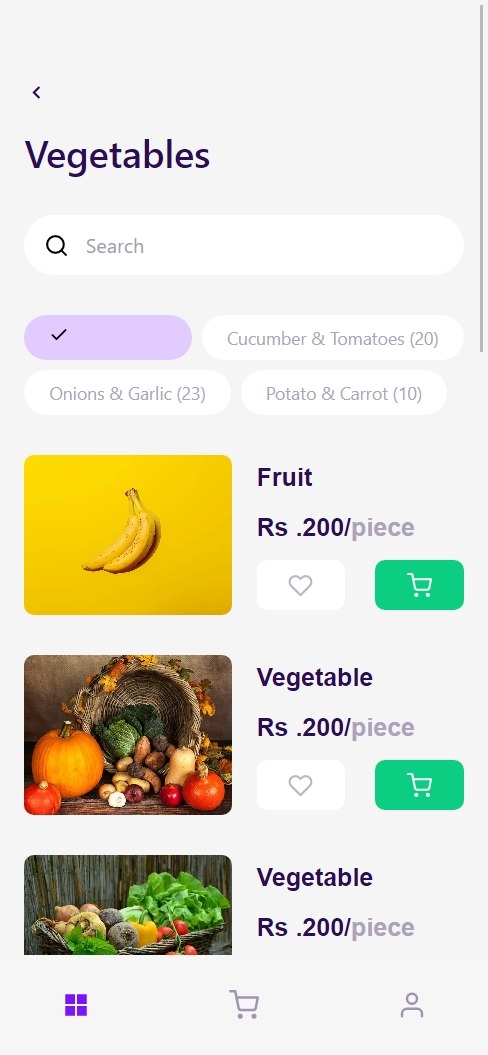 Vegetables
Search
Cucumber & Tomatoes (20)
Onions & Garlic (23) Potato & Carrot (10)
Fruit
Rs .200/piece
Vegetable
Rs .200/piece
Vegetable
Rs .200/piece